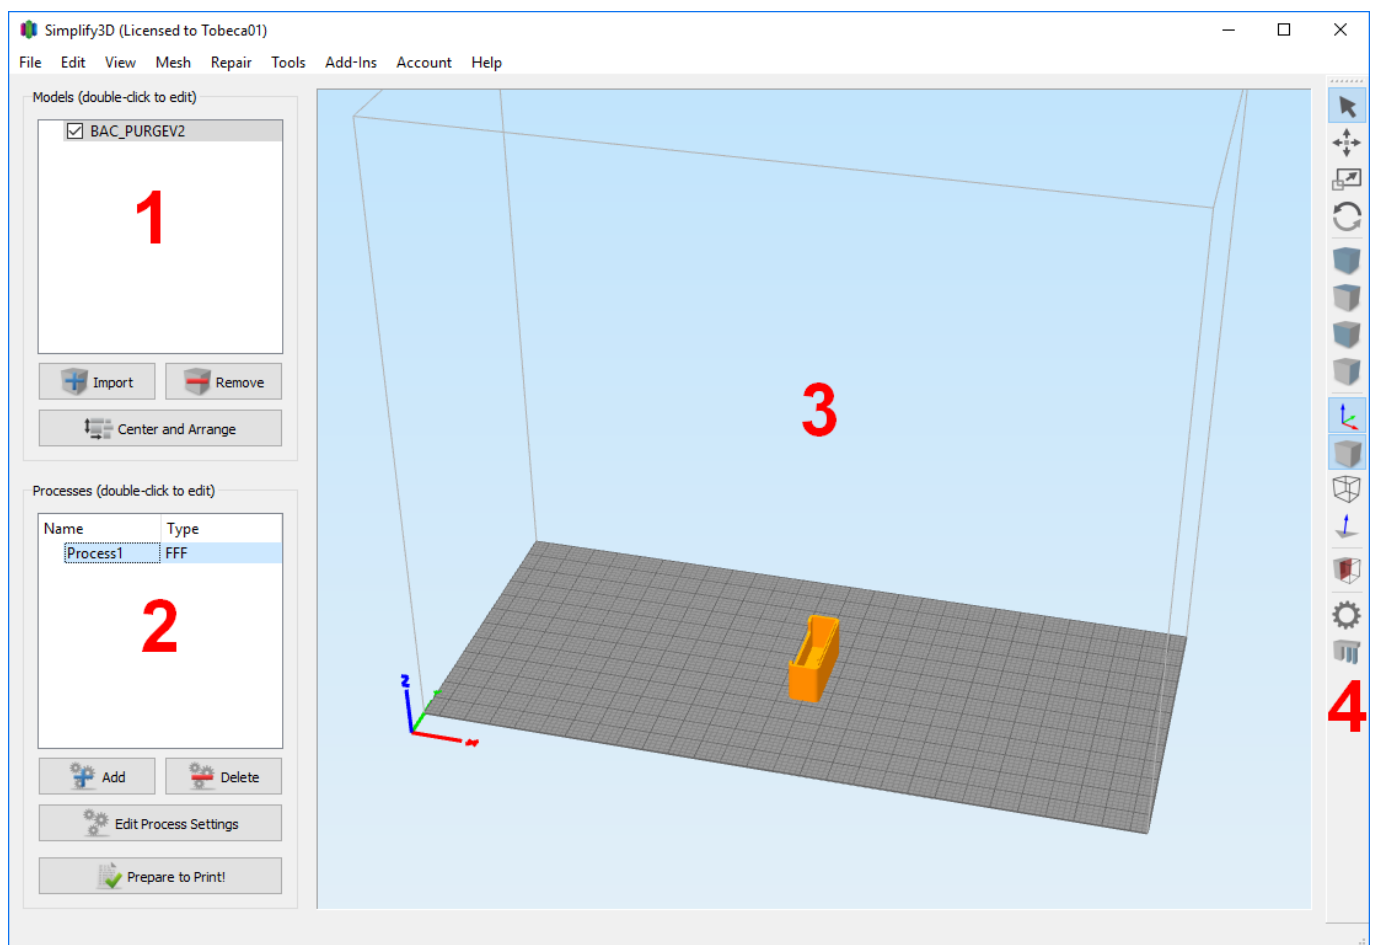 Simplify3D (Licensed to Tobeca01)
File Edit View Mesh Repair Tools Add-Ins Account Help
Models (double-click to edit)
BAC_PURGEV2
1
Import Remove
Center and Arrange
Processes (double-click to edit)
Name Type
Process1 FFF
2
Add Delete
Edit Process Settings
Prepare to Print!
3
Z
X
4